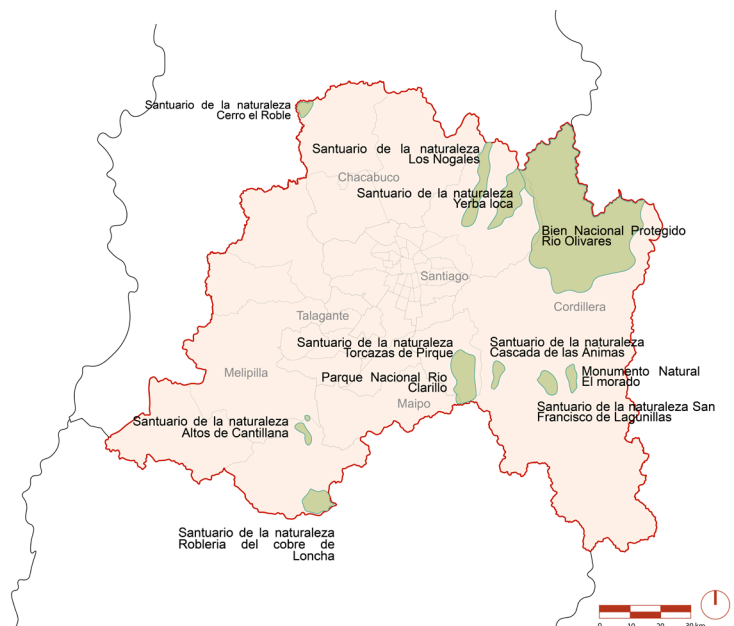 Santuario de la naturaleza
Cerro el Roble
Santuario de la naturaleza
Los Nogales
Chacabuco
Santuario de la naturaleza
Yerba loca
Bien Nacional Protegido
Rio Olivares
Santiago
Cordillera
Talagante
Santuario de la naturaleza
Torcazas de Pirque
Santuario de la naturaleza
Cascada de las Animas
Melipilla
Parque Nacional Rio
Clarillo
Monumento Natural
El morado
Maipo
Santuario de la naturaleza San
Francisco de Lagunillas
Santuario de la naturaleza
Altos de Cantillana
Santuario de la naturaleza
Robleria del cobre de
Loncha
0 10 20 30 km